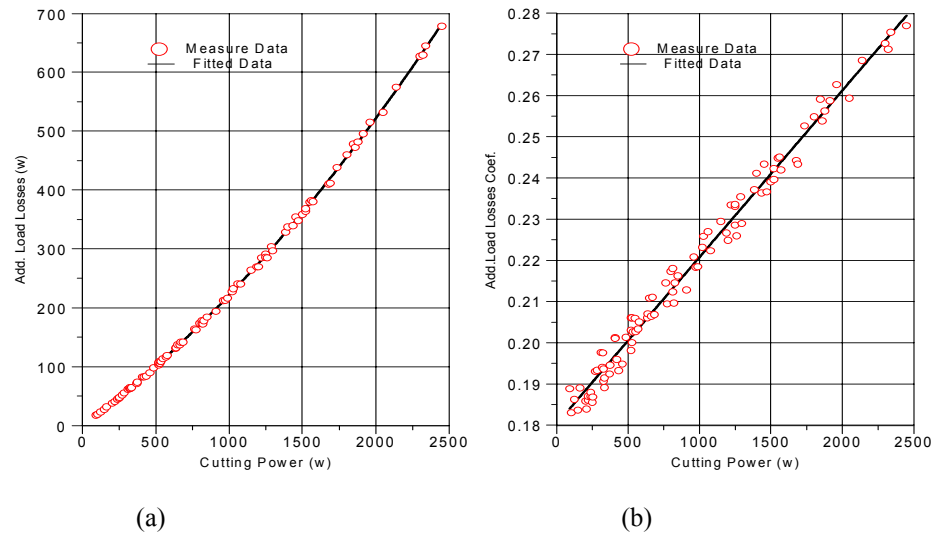 700
600
500
400
300
200
100
0
Add. Load Losses (w)
Measure Data
Fitted Data
0 500 1000 1500 2000 2500
Cutting Power (w)
(a)
0.28
0.27
0.26
0.25
0.24
0.23
0.22
0.21
0.20
0.19
0.18
Add.Load Losses Coef.
Measure Data
Fitted Data
0 500 1000 1500 2000 2500
Cutting Power (w)
(b)